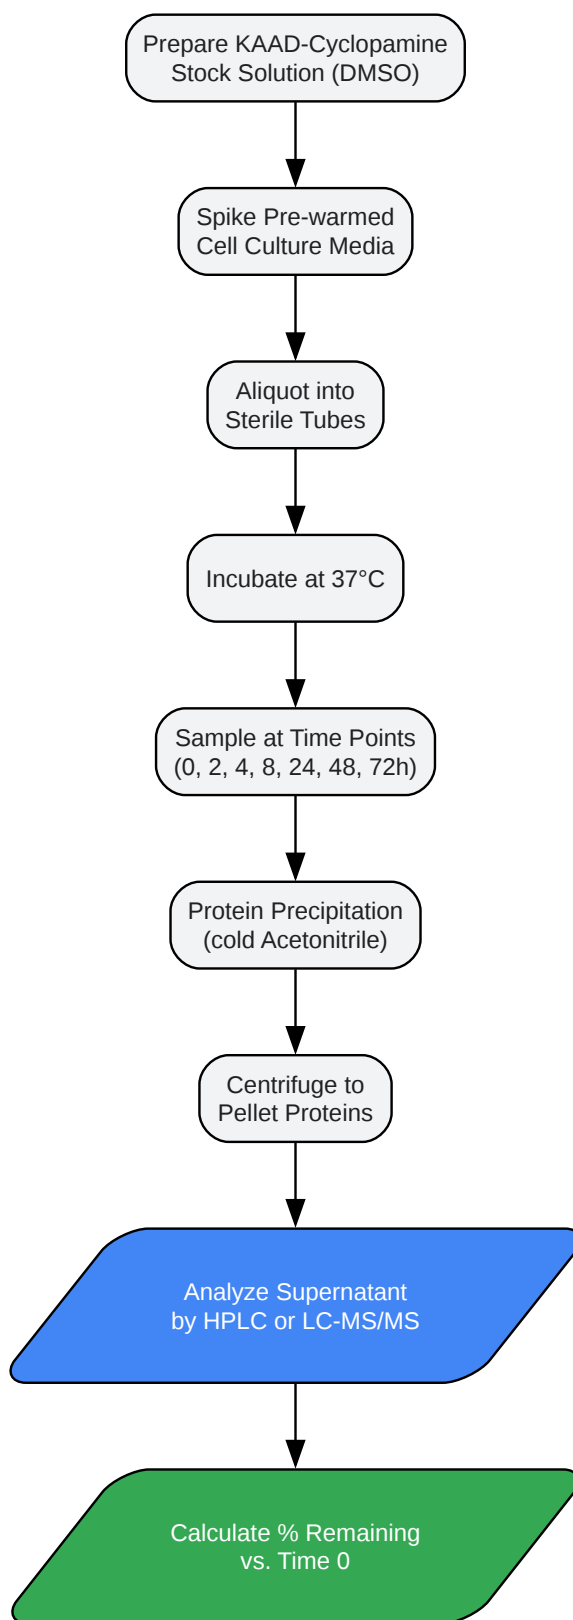 Prepare KAAD-Cyclopamine
Stock Solution (DMSO)
Spike Pre-warmed
Cell Culture Media
Aliquot into
Sterile Tubes
Incubate at 37°C
Sample at Time Points
(0, 2, 4, 8, 24, 48, 72h)
Protein Precipitation
(cold Acetonitrile)
Centrifuge to
Pellet Proteins
Analyze Supernatant
by HPLC or LC-MS/MS
Calculate % Remaining
vs. Time 0